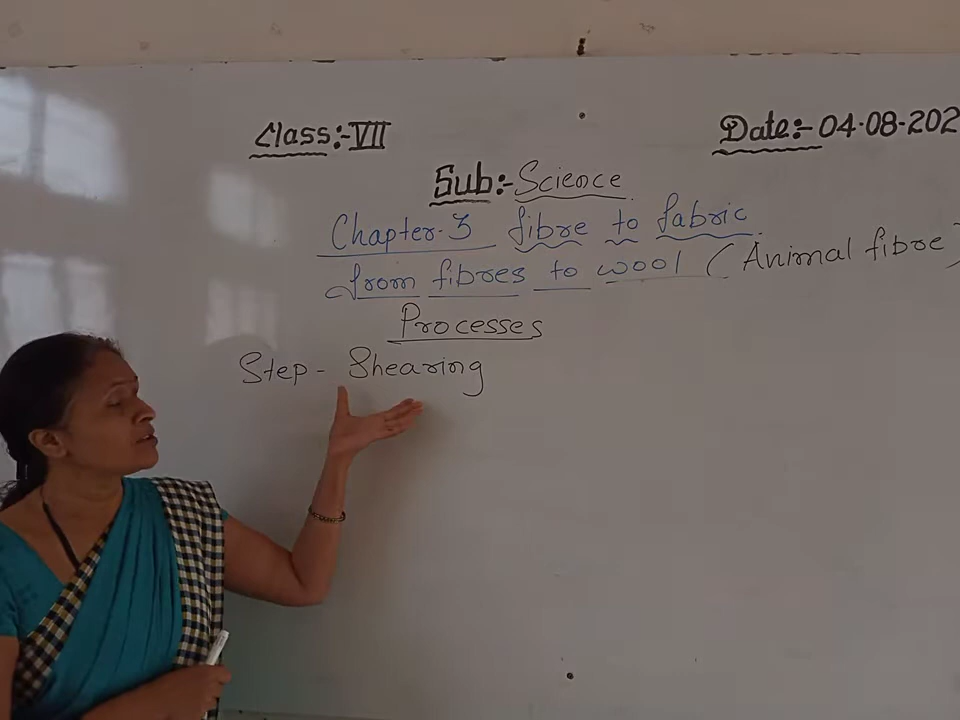 Class:-VII
Date:- 04-08-202
Sub:- Science
Chapter-3 fibre to fabric
from fibres to wool (Animal fibre)
Processes
Step- Shearing